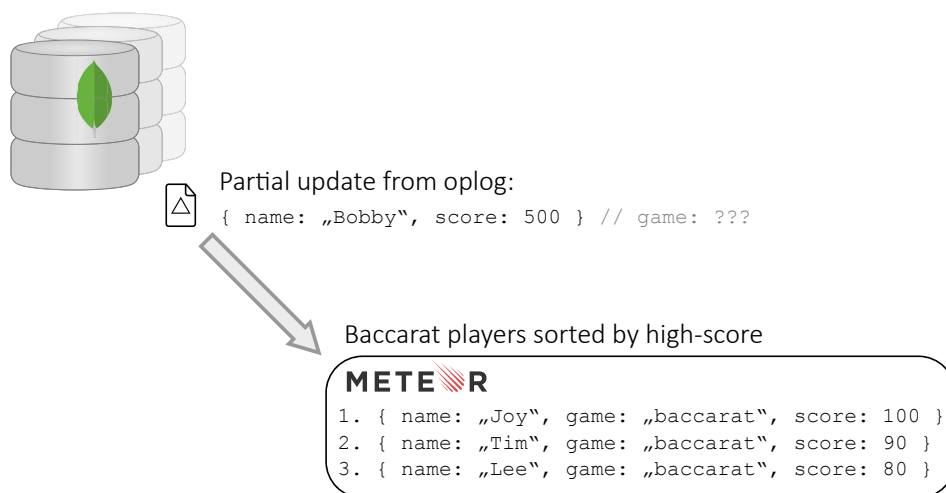 Partial update from oplog:
{ name: „Bobby“, score: 500 } // game: ???
Baccarat players sorted by high-score
METEOR
1. { name: „Joy“, game: „baccarat“, score: 100 }
2. { name: „Tim“, game: „baccarat“, score: 90 }
3. { name: „Lee“, game: „baccarat“, score: 80 }